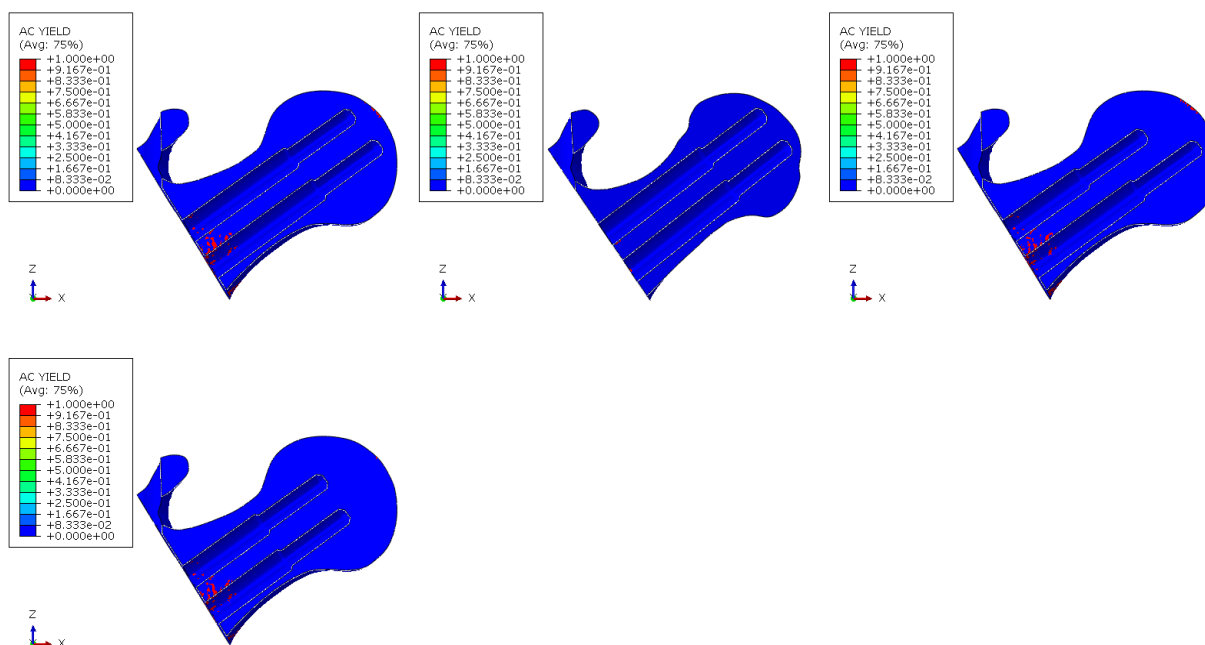 AC YIELD
(Avg: 75%)
+1.000e+00
+9.167e-01
+8.333e-01
+7.500e-01
+6.667e-01
+5.833e-01
+5.000e-01
+4.167e-01
+3.333e-01
+2.500e-01
+1.667e-01
+8.333e-02
+0.000e+00
Z
Y
X
AC YIELD
(Avg: 75%)
+1.000e+00
+9.167e-01
+8.333e-01
+7.500e-01
+6.667e-01
+5.833e-01
+5.000e-01
+4.167e-01
+3.333e-01
+2.500e-01
+1.667e-01
+8.333e-02
+0.000e+00
Z
Y
X
AC YIELD
(Avg: 75%)
+1.000e+00
+9.167e-01
+8.333e-01
+7.500e-01
+6.667e-01
+5.833e-01
+5.000e-01
+4.167e-01
+3.333e-01
+2.500e-01
+1.667e-01
+8.333e-02
+0.000e+00
Z
Y
X
AC YIELD
(Avg: 75%)
+1.000e+00
+9.167e-01
+8.333e-01
+7.500e-01
+6.667e-01
+5.833e-01
+5.000e-01
+4.167e-01
+3.333e-01
+2.500e-01
+1.667e-01
+8.333e-02
+0.000e+00
Z
Y
X